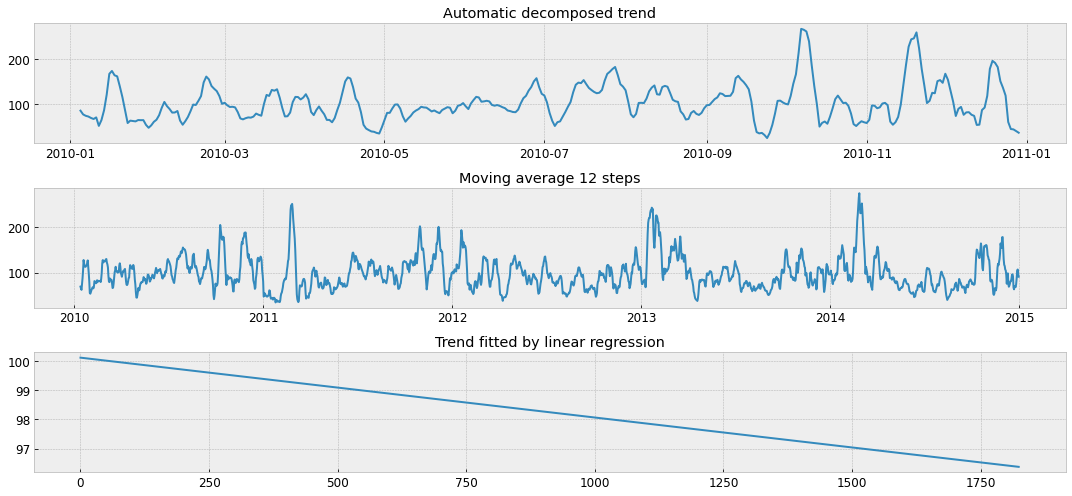 Automatic decomposed trend
200
100
2010-01 2010-03 2010-05 2010-07 2010-09 2010-11 2011-01
Moving average 12 steps
200
100
2010 2011 2012 2013 2014 2015
Trend fitted by linear regression
100
99
98
97
0 250 500 750 1000 1250 1500 1750